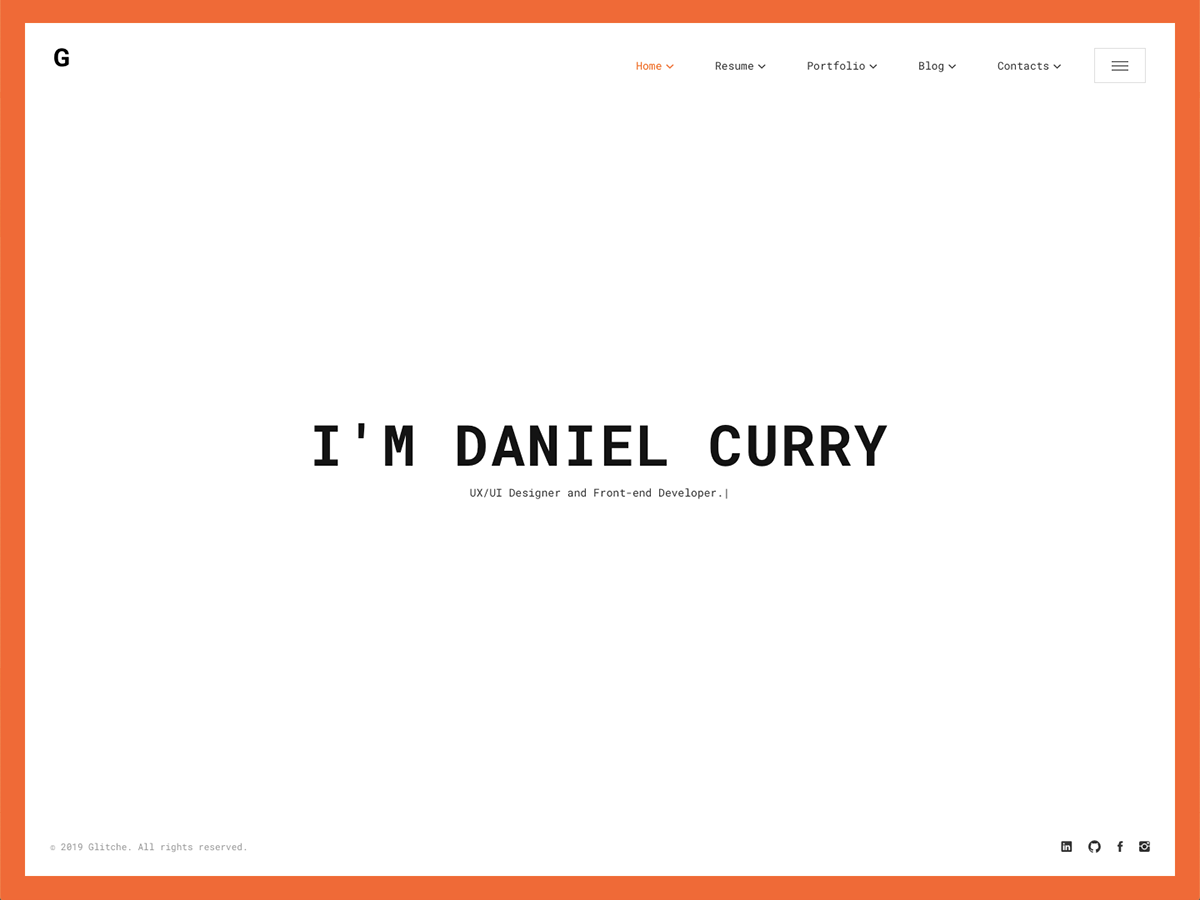 G
Home Resume Portfolio Blog Contacts
I'M DANIEL CURRY
UX/UI Designer and Front-end Developer.|
© 2019 Glitche. All rights reserved.